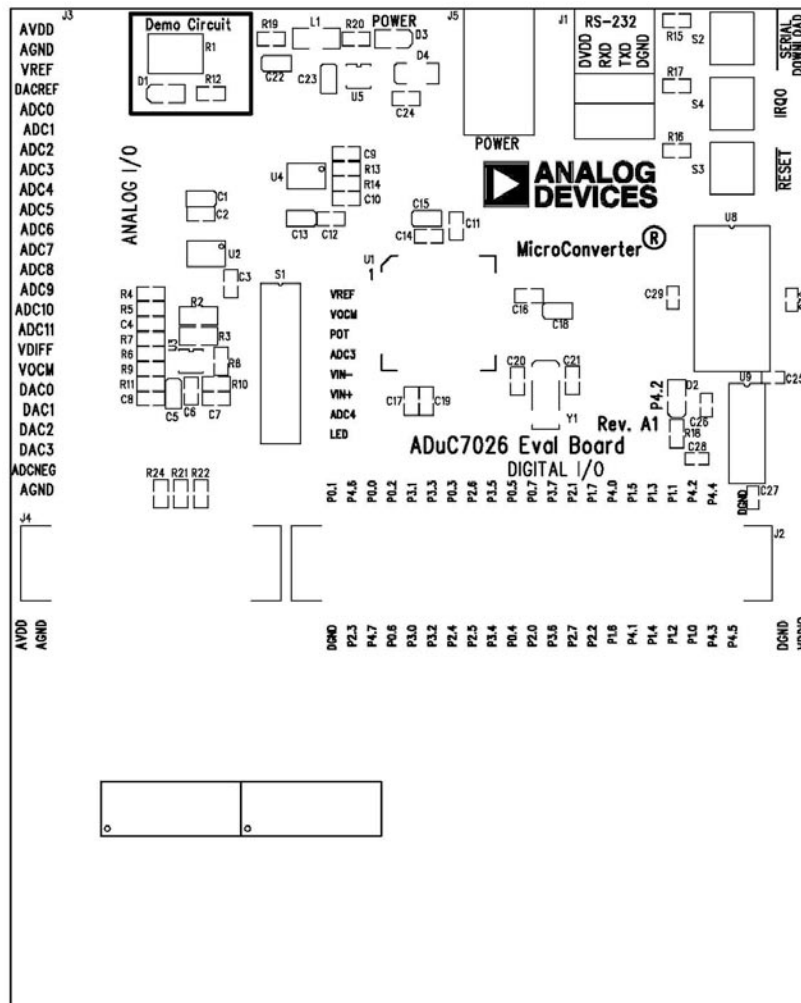 J3
AVDD
AGND
VREF
DACREF
ADC0
ADC1
ADC2
ADC3
ADC4
ADC5
ADC6
ADC7
ADC8
ADC9
ADC10
ADC11
VDIFF
VOCM
DAC0
DAC1
DAC2
DAC3
ADCNEG
AGND
Demo Circuit
R1
D1
R12
ANALOG I/O
R19
L1
R20
POWER
D3
C22
C23
U5
D4
C24
J5
POWER
J1
RS-232
DVDD
RXD
TXD
DGND
R15
S2
SERIAL
DOWNLOAD
R17
S4
IRQ0
R16
S3
RESET
ANALOG
DEVICES
MicroConverter®
U4
C9
R13
R14
C10
C1
C2
C13
C12
C15
C14
C11
U2
C3
S1
U1
1
VREF
VOCM
POT
ADC3
VIN-
VIN+
ADC4
LED
R4
R5
C4
R7
R6
R9
R11
C8
R2
R3
U3
R8
R10
C5
C6
C7
C16
C18
C20
C21
C17
C19
Y1
U8
C29
C25
U9
D2
P4.2
R18
C26
C28
C27
Rev. A1
ADuC7026 Eval Board
DIGITAL I/O
R24
R21
R22
P0.1
P4.6
P0.0
P0.2
P3.1
P3.3
P0.3
P2.6
P3.5
P0.5
P0.7
P3.7
P2.1
P1.7
P4.0
P1.5
P1.3
P1.1
P4.2
P4.4
DGND
J4
J2
AVDD
AGND
DGND
P2.3
P4.7
P0.6
P3.0
P3.2
P2.4
P2.5
P3.4
P0.4
P2.0
P3.6
P2.7
P2.2
P1.6
P4.1
P1.4
P1.2
P1.0
P4.3
P4.5
DGND